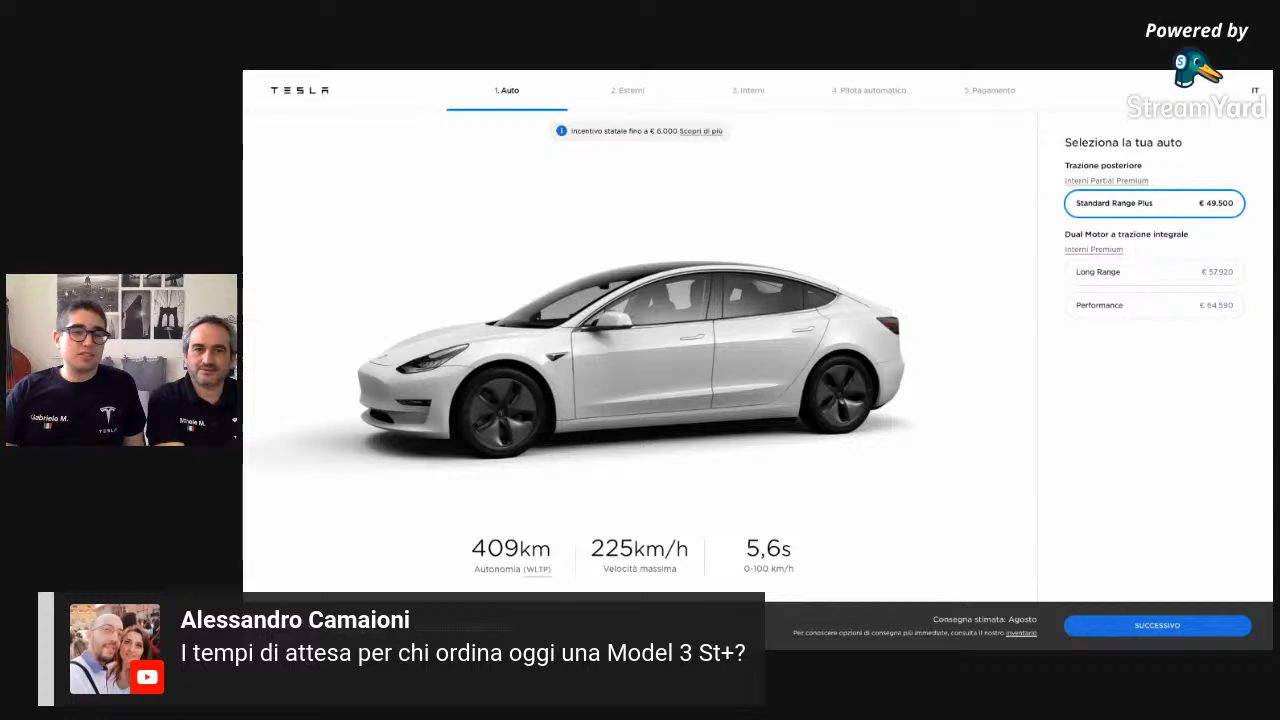 Powered by
StreamYard
TESLA
1. Auto
2. Esterni
3. Interni
4. Pilota automatico
5. Pagamento
IT
Incentivo statale fino a € 6.000 Scopri di più
Seleziona la tua auto
Trazione posteriore
Interni Partial Premium
Standard Range Plus € 49.500
Dual Motor a trazione integrale
Interni Premium
Long Range € 57.920
Performance € 64.590
Gabriele M.
TESLA
409km
Autonomia (WLTP)
225km/h
Velocità massima
5,6s
0-100 km/h
Consegna stimata: Agosto
Per conoscere opzioni di consegna più immediate, consulta il nostro inventario
SUCCESSIVO
Alessandro Camaioni
I tempi di attesa per chi ordina oggi una Model 3 St+?